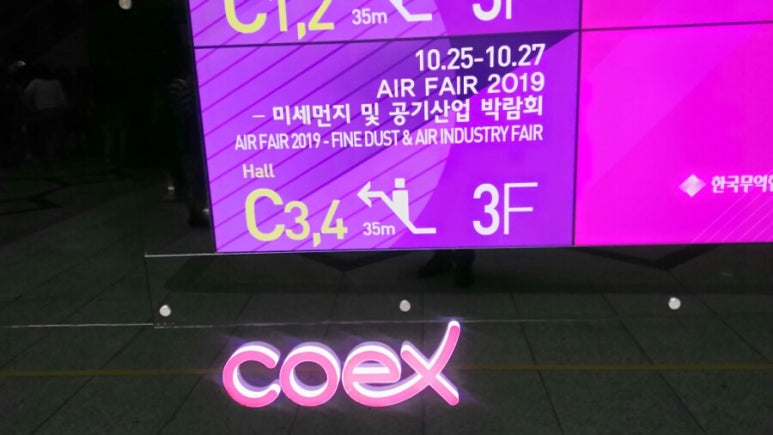 C1,2 35m 3F
10.25-10.27
AIR FAIR 2019
- 미세먼지 및 공기산업 박람회
AIR FAIR 2019 - FINE DUST & AIR INDUSTRY FAIR
Hall
C3,4 35m 3F
한국무역
coex